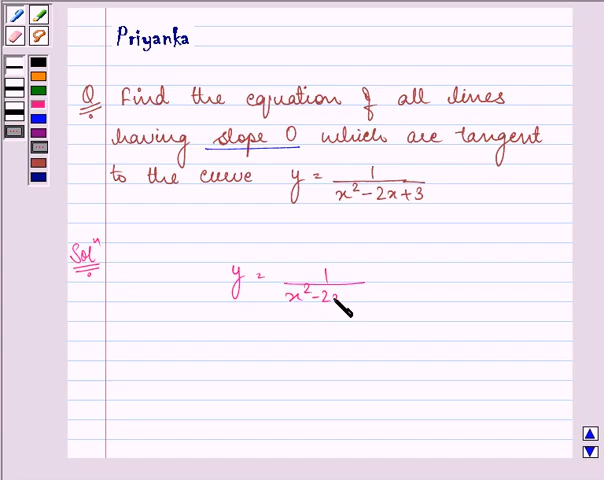 Priyanka
Q Find the equation of all lines
having slope 0 which are tangent
to the curve y = 1/(x² - 2x + 3)
Solⁿ
y = 1/(x² - 2